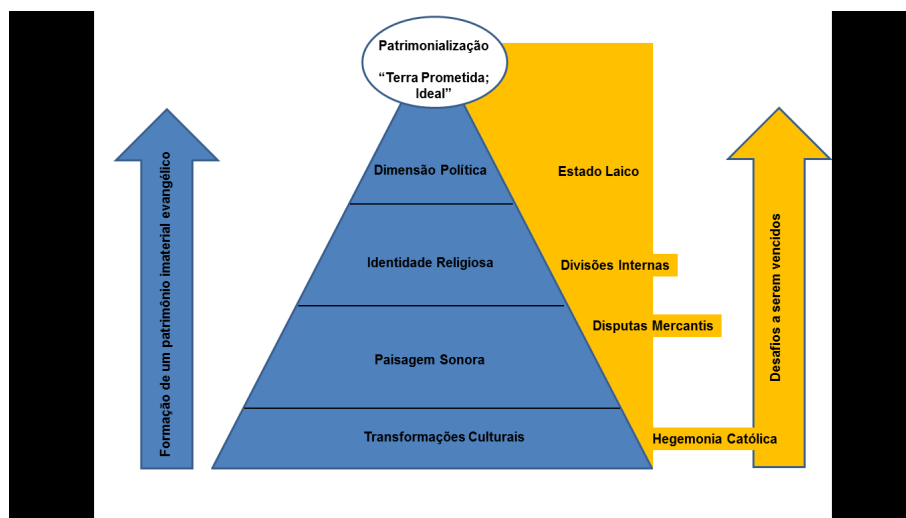 Patrimonialização
“Terra Prometida;
Ideal”
Dimensão Política
Estado Laico
Identidade Religiosa
Divisões Internas
Disputas Mercantis
Paisagem Sonora
Transformações Culturais
Hegemonia Católica
Formação de um patrimônio imaterial evangélico
Desafios a serem vencidos